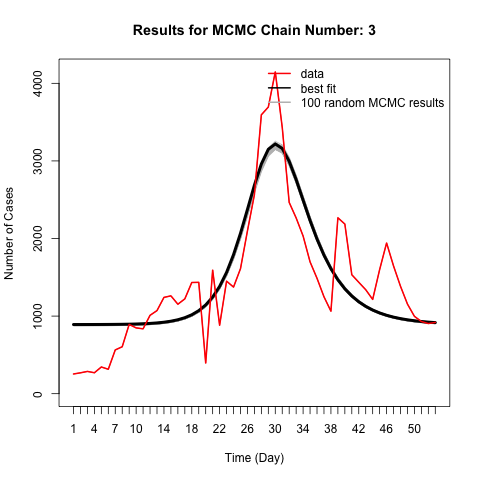 Results for MCMC Chain Number: 3
data
best fit
100 random MCMC results
Number of Cases
0
1000
2000
3000
4000
1 4 7 10 14 18 22 26 30 34 38 42 46 50
Time (Day)